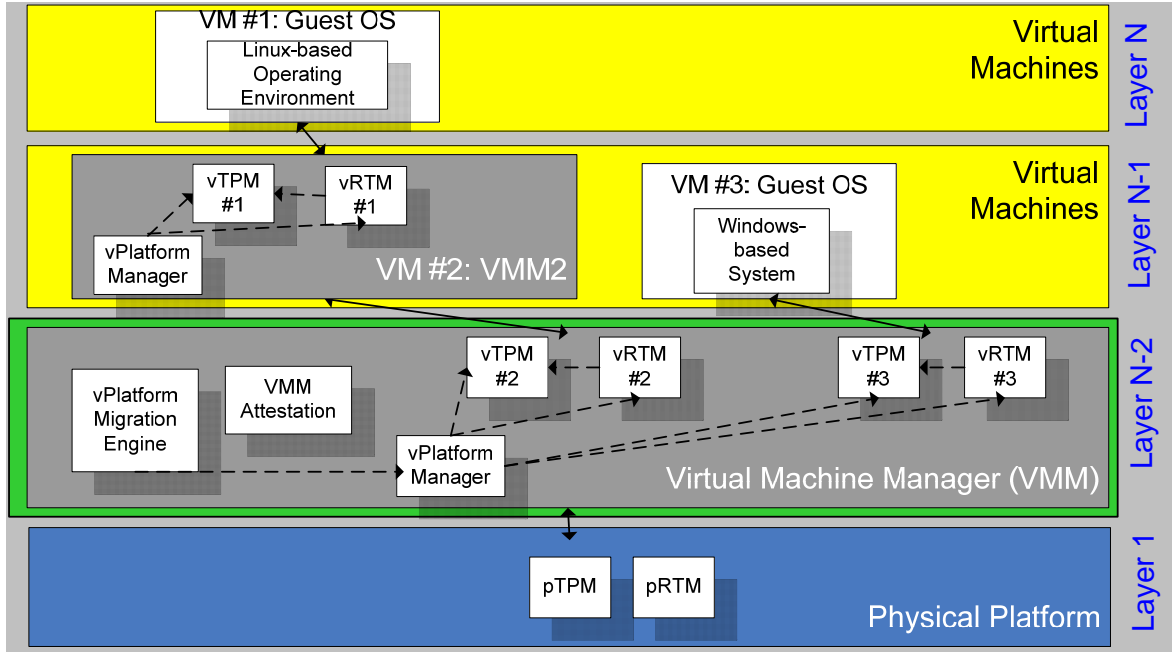 VM #1: Guest OS
Linux-based
Operating
Environment
Virtual
Machines
Layer N
vTPM
#1
vRTM
#1
vPlatform
Manager
VM #2: VMM2
VM #3: Guest OS
Windows-
based
System
Virtual
Machines
Layer N-1
vPlatform
Migration
Engine
VMM
Attestation
vTPM
#2
vRTM
#2
vPlatform
Manager
vTPM
#3
vRTM
#3
Virtual Machine Manager (VMM)
Layer N-2
pTPM
pRTM
Physical Platform
Layer 1